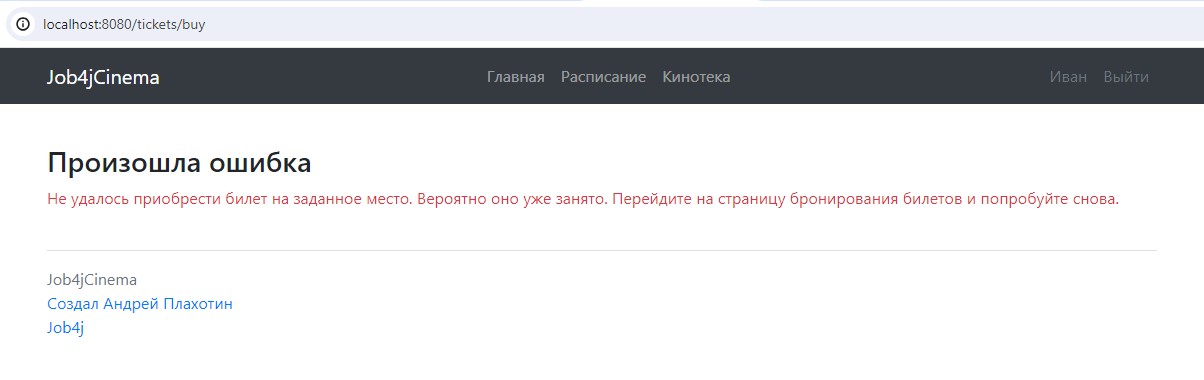 localhost:8080/tickets/buy
Job4jCinema Главная Расписание Кинотека Иван Выйти
Произошла ошибка
Не удалось приобрести билет на заданное место. Вероятно оно уже занято. Перейдите на страницу бронирования билетов и попробуйте снова.
Job4jCinema
Создал Андрей Плахотин
Job4j